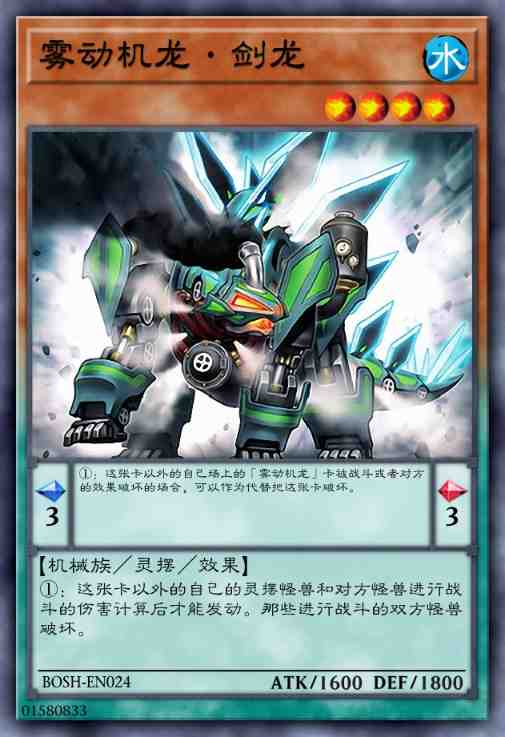 雾动机龙·剑龙
水
①：这张卡以外的自己场上的「雾动机龙」卡被战斗或者对方
的效果破坏的场合，可以作为代替把这张卡破坏。
3
3
【机械族／灵摆／效果】
①：这张卡以外的自己的灵摆怪兽和对方怪兽进行战
斗的伤害计算后才能发动。那些进行战斗的双方怪兽
破坏。
BOSH-EN024
ATK/1600 DEF/1800
01580833